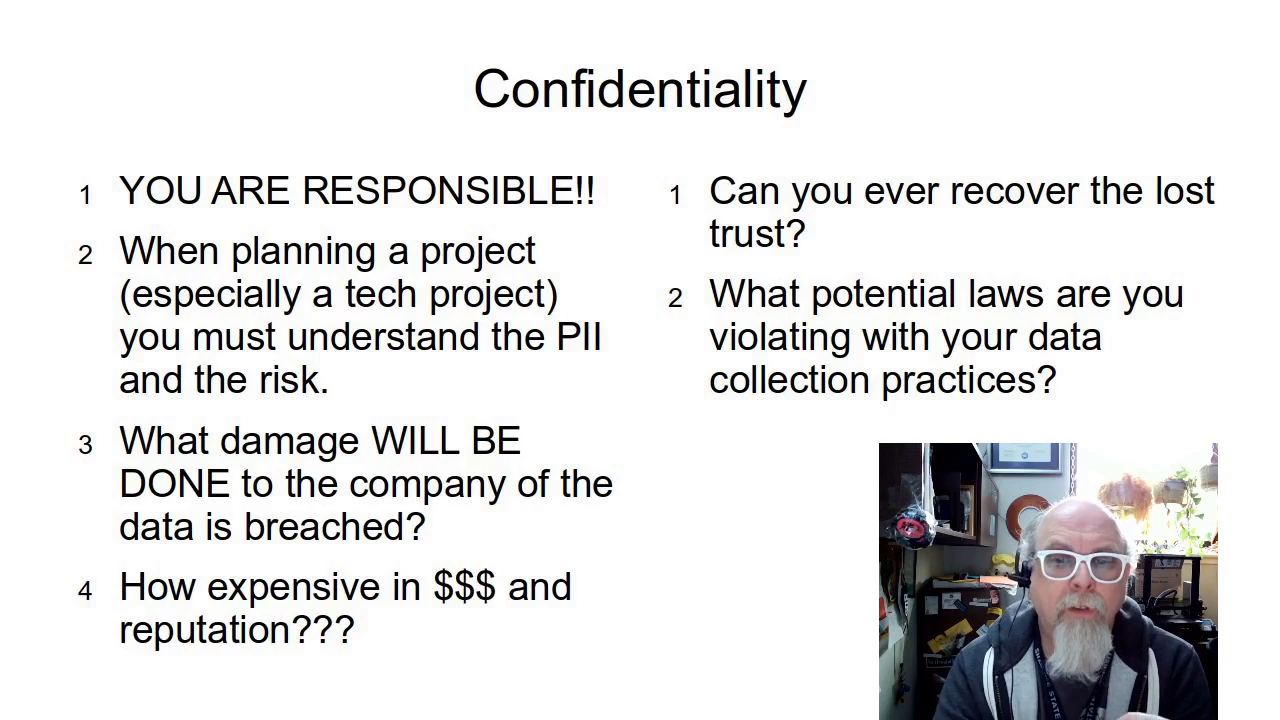 Confidentiality
1 YOU ARE RESPONSIBLE!!
2 When planning a project
(especially a tech project)
you must understand the PII
and the risk.
3 What damage WILL BE
DONE to the company of the
data is breached?
4 How expensive in $$$ and
reputation???
1 Can you ever recover the lost
trust?
2 What potential laws are you
violating with your data
collection practices?